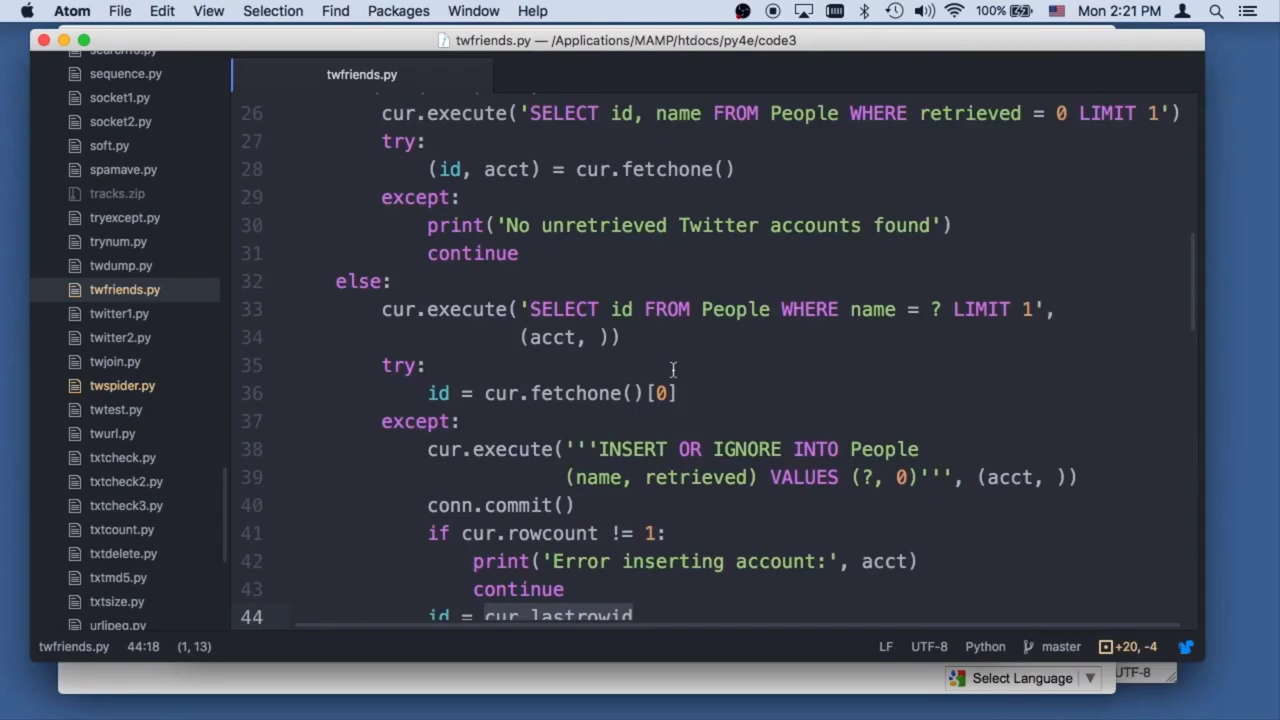 Atom File Edit View Selection Find Packages Window Help 100% Mon 2:21 PM
twfriends.py — /Applications/MAMP/htdocs/py4e/code3
sequence.py
socket1.py
socket2.py
soft.py
spamave.py
tracks.zip
tryexcept.py
trynum.py
twdump.py
twfriends.py
twitter1.py
twitter2.py
twjoin.py
twspider.py
twtest.py
twurl.py
txtcheck.py
txtcheck2.py
txtcheck3.py
txtcount.py
txtdelete.py
txtmd5.py
txtsize.py
urljpeg.py
twfriends.py
26 cur.execute('SELECT id, name FROM People WHERE retrieved = 0 LIMIT 1')
27 try:
28 (id, acct) = cur.fetchone()
29 except:
30 print('No unretrieved Twitter accounts found')
31 continue
32 else:
33 cur.execute('SELECT id FROM People WHERE name = ? LIMIT 1',
34 (acct, ))
35 try:
36 id = cur.fetchone()[0]
37 except:
38 cur.execute('''INSERT OR IGNORE INTO People
39 (name, retrieved) VALUES (?, 0)''', (acct, ))
40 conn.commit()
41 if cur.rowcount != 1:
42 print('Error inserting account:', acct)
43 continue
44 id = cur.lastrowid
twfriends.py 44:18 (1, 13) LF UTF-8 Python master +20, -4
Select Language UTF-8